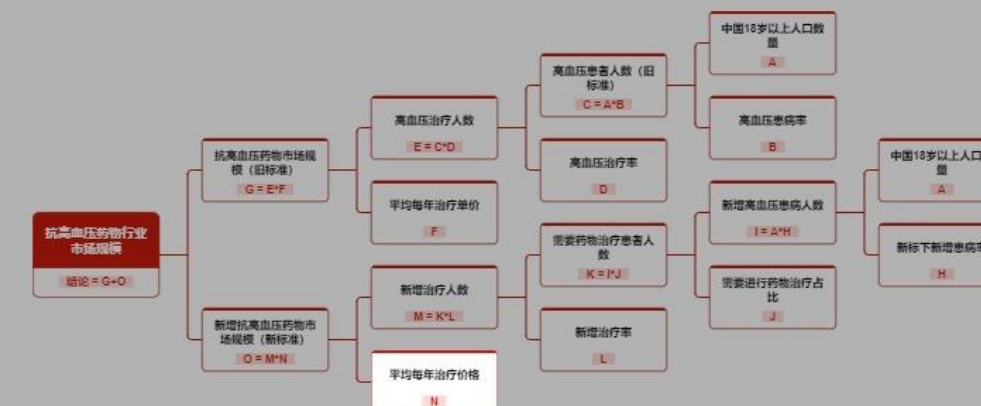 中国18岁以上人口数
量
A
高血压患者人数（旧
标准）
C = A*B
高血压治疗人数
E = C*D
高血压患病率
B
抗高血压药物市场规
模（旧标准）
G = E*F
高血压治疗率
D
中国18岁以上人口
量
A
平均每年治疗单价
F
新增高血压患病人数
I = A*H
抗高血压药物行业
市场规模
结论 = G+O
需要药物治疗患者人
数
K = I*J
新标下新增患病率
H
新增治疗人数
M = K*L
需要进行药物治疗占
比
J
新增抗高血压药物市
场规模（新标准）
O = M*N
新增治疗率
L
平均每年治疗价格
N